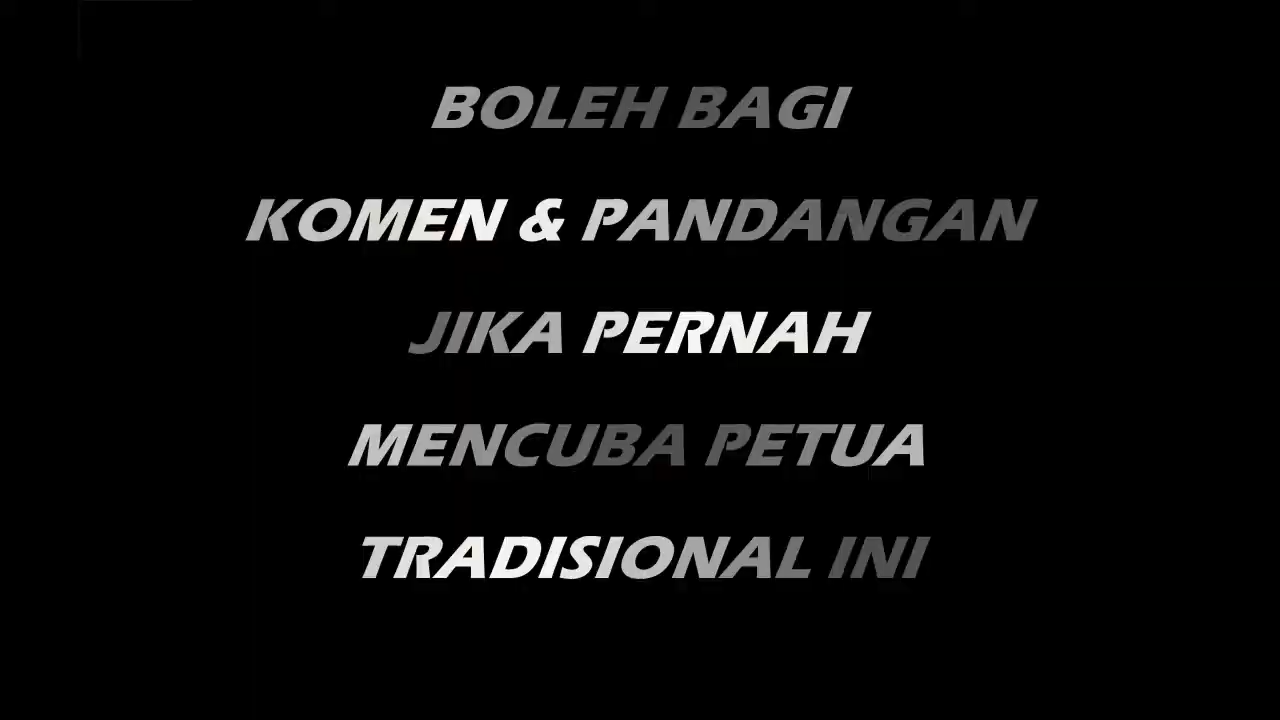 BOLEH BAGI
KOMEN & PANDANGAN
JIKA PERNAH
MENCUBA PETUA
TRADISIONAL INI